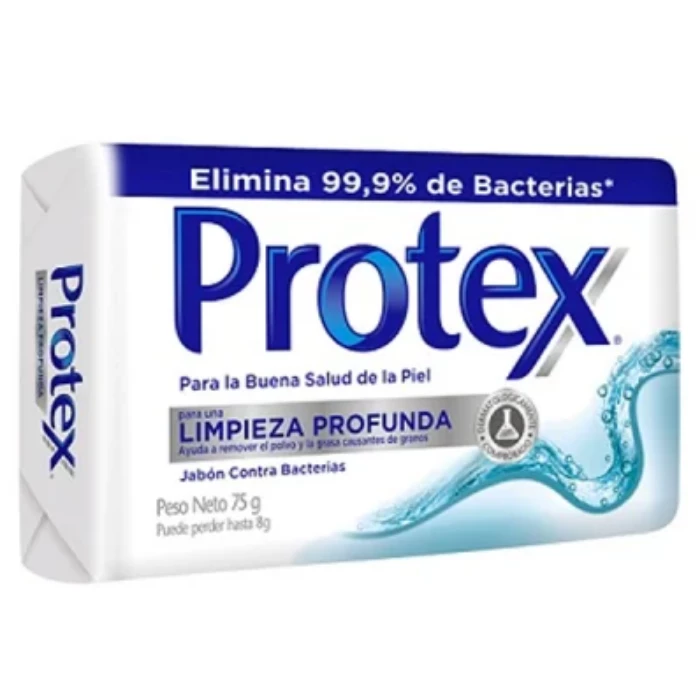 Elimina 99,9% de Bacterias*
Protex®
Para la Buena Salud de la Piel
para una
LIMPIEZA PROFUNDA
Ayuda a remover el polvo y la grasa causantes de granos
DERMATOLÓGICAMENTE
COMPROBADO
Jabón Contra Bacterias
Peso Neto 75 g
Puede perder hasta 8g
Protex
LIMPIEZA PROFUNDA